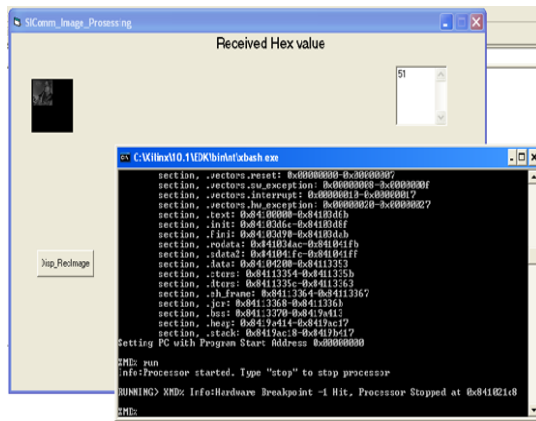 SIComm_Image_Prosessing
Received Hex value
51
C:\Xilinx\10.1\EDK\bin\nt\xbash.exe
section, .vectors.reset: 0x00000000-0x00000007
section, .vectors.sw_exception: 0x00000008-0x0000000f
section, .vectors.interrupt: 0x00000010-0x00000017
section, .vectors.hw_exception: 0x00000020-0x00000027
section, .text: 0x84100000-0x84103d6b
section, .init: 0x84103d6c-0x84103d8f
section, .fini: 0x84103d90-0x84103dab
section, .rodata: 0x84103dac-0x841041fb
section, .sdata2: 0x841041fc-0x841041ff
section, .data: 0x84104200-0x84113353
section, .ctors: 0x84113354-0x8411335b
section, .dtors: 0x8411335c-0x84113363
section, .eh_frame: 0x84113364-0x84113367
section, .jcr: 0x84113368-0x8411336b
section, .bss: 0x84113370-0x8419a413
section, .heap: 0x8419a414-0x8419ac17
section, .stack: 0x8419ac18-0x8419b417
Setting PC with Program Start Address 0x00000000
XMD% run
Info:Processor started. Type "stop" to stop processor
RUNNING> XMD% Info:Hardware Breakpoint -1 Hit, Processor Stopped at 0x841021c8
XMD%
Disp_RecImage